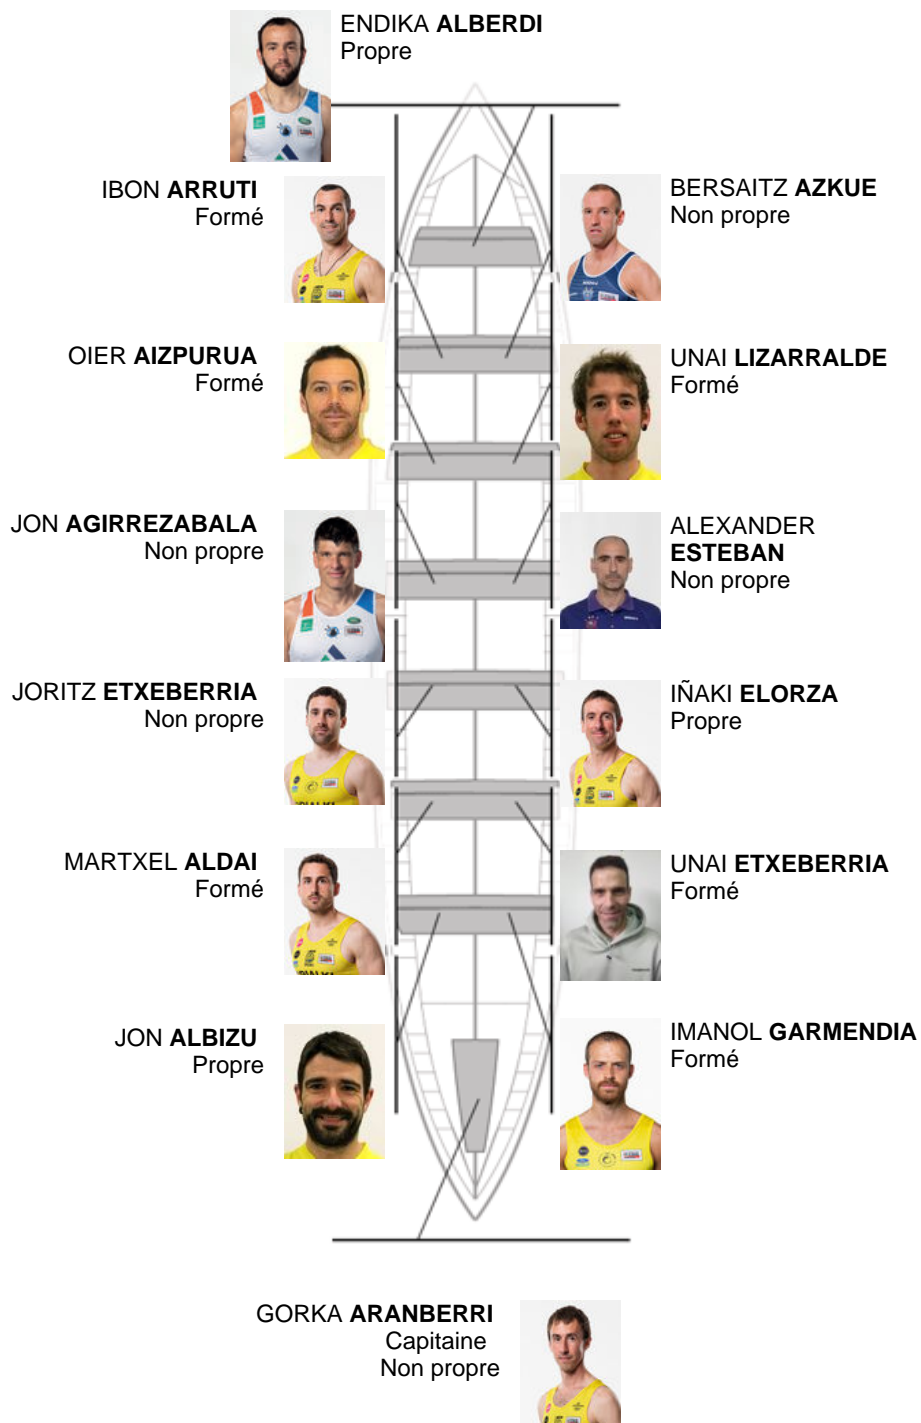 ENDIKA ALBERDI
Propre
IBON ARRUTI
Formé
BERSAITZ AZKUE
Non propre
OIER AIZPURUA
Formé
UNAI LIZARRALDE
Formé
JON AGIRREZABALA
Non propre
ALEXANDER
ESTEBAN
Non propre
JORITZ ETXEBERRIA
Non propre
IÑAKI ELORZA
Propre
MARTXEL ALDAI
Formé
UNAI ETXEBERRIA
Formé
JON ALBIZU
Propre
IMANOL GARMENDIA
Formé
GORKA ARANBERRI
Capitaine
Non propre